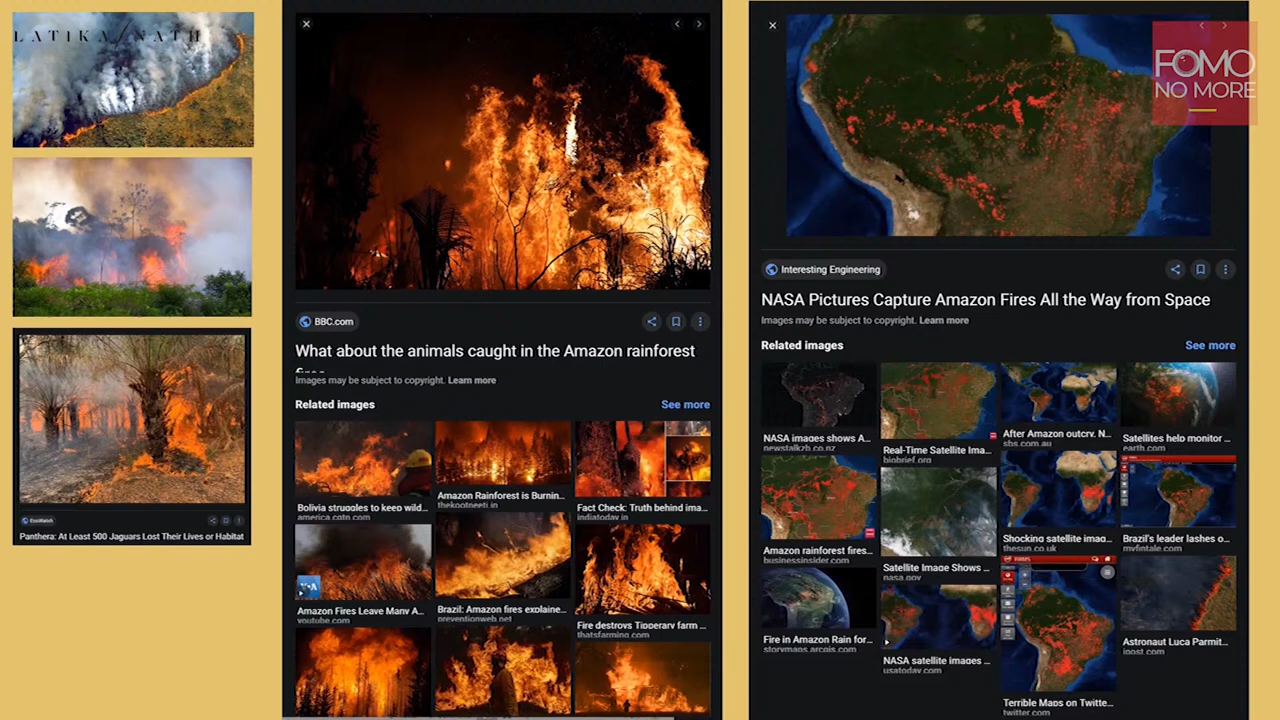 LATIKA NATH
EcoWatch
Panthera: At Least 500 Jaguars Lost Their Lives or Habitat
BBC.com
What about the animals caught in the Amazon rainforest
Images may be subject to copyright. Learn more
Related images
See more
Bolivia struggles to keep wild...
america.cgtn.com
Amazon Rainforest is Burnin...
thekootneeti.in
Fact Check: Truth behind ima...
indiatoday.in
Amazon Fires Leave Many A...
youtube.com
Brazil: Amazon fires explaine...
preventionweb.net
Fire destroys Tipperary farm ...
thatsfarming.com
FOMO
NO MORE
Interesting Engineering
NASA Pictures Capture Amazon Fires All the Way from Space
Images may be subject to copyright. Learn more
Related images
See more
NASA images shows A...
newstalkzb.co.nz
Real-Time Satellite Ima...
biobrief.org
After Amazon outcry, N...
sbs.com.au
Satellites help monitor ...
earth.com
Amazon rainforest fires...
businessinsider.com
Satellite Image Shows ...
nasa.gov
Shocking satellite imag...
thesun.co.uk
Brazil's leader lashes o...
myfintale.com
Fire in Amazon Rain for...
storymaps.arcgis.com
NASA satellite images ...
usatoday.com
Terrible Maps on Twitte...
twitter.com
Astronaut Luca Parmit...